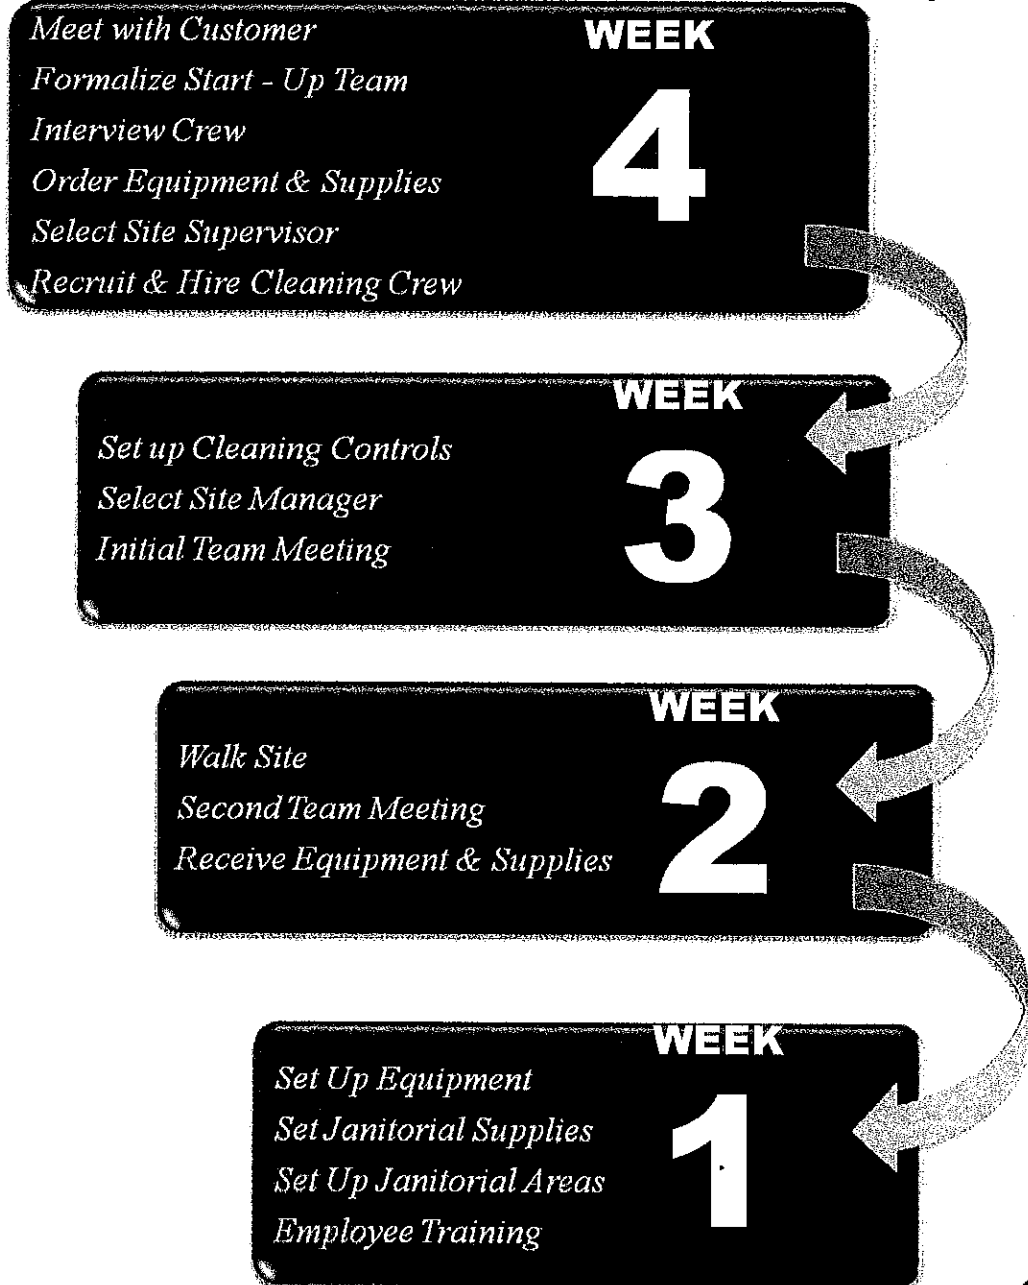 Meet with Customer
Formalize Start - Up Team
Interview Crew
Order Equipment & Supplies
Select Site Supervisor
Recruit & Hire Cleaning Crew
WEEK
4
Set up Cleaning Controls
Select Site Manager
Initial Team Meeting
WEEK
3
Walk Site
Second Team Meeting
Receive Equipment & Supplies
WEEK
2
Set Up Equipment
Set Janitorial Supplies
Set Up Janitorial Areas
Employee Training
WEEK
1